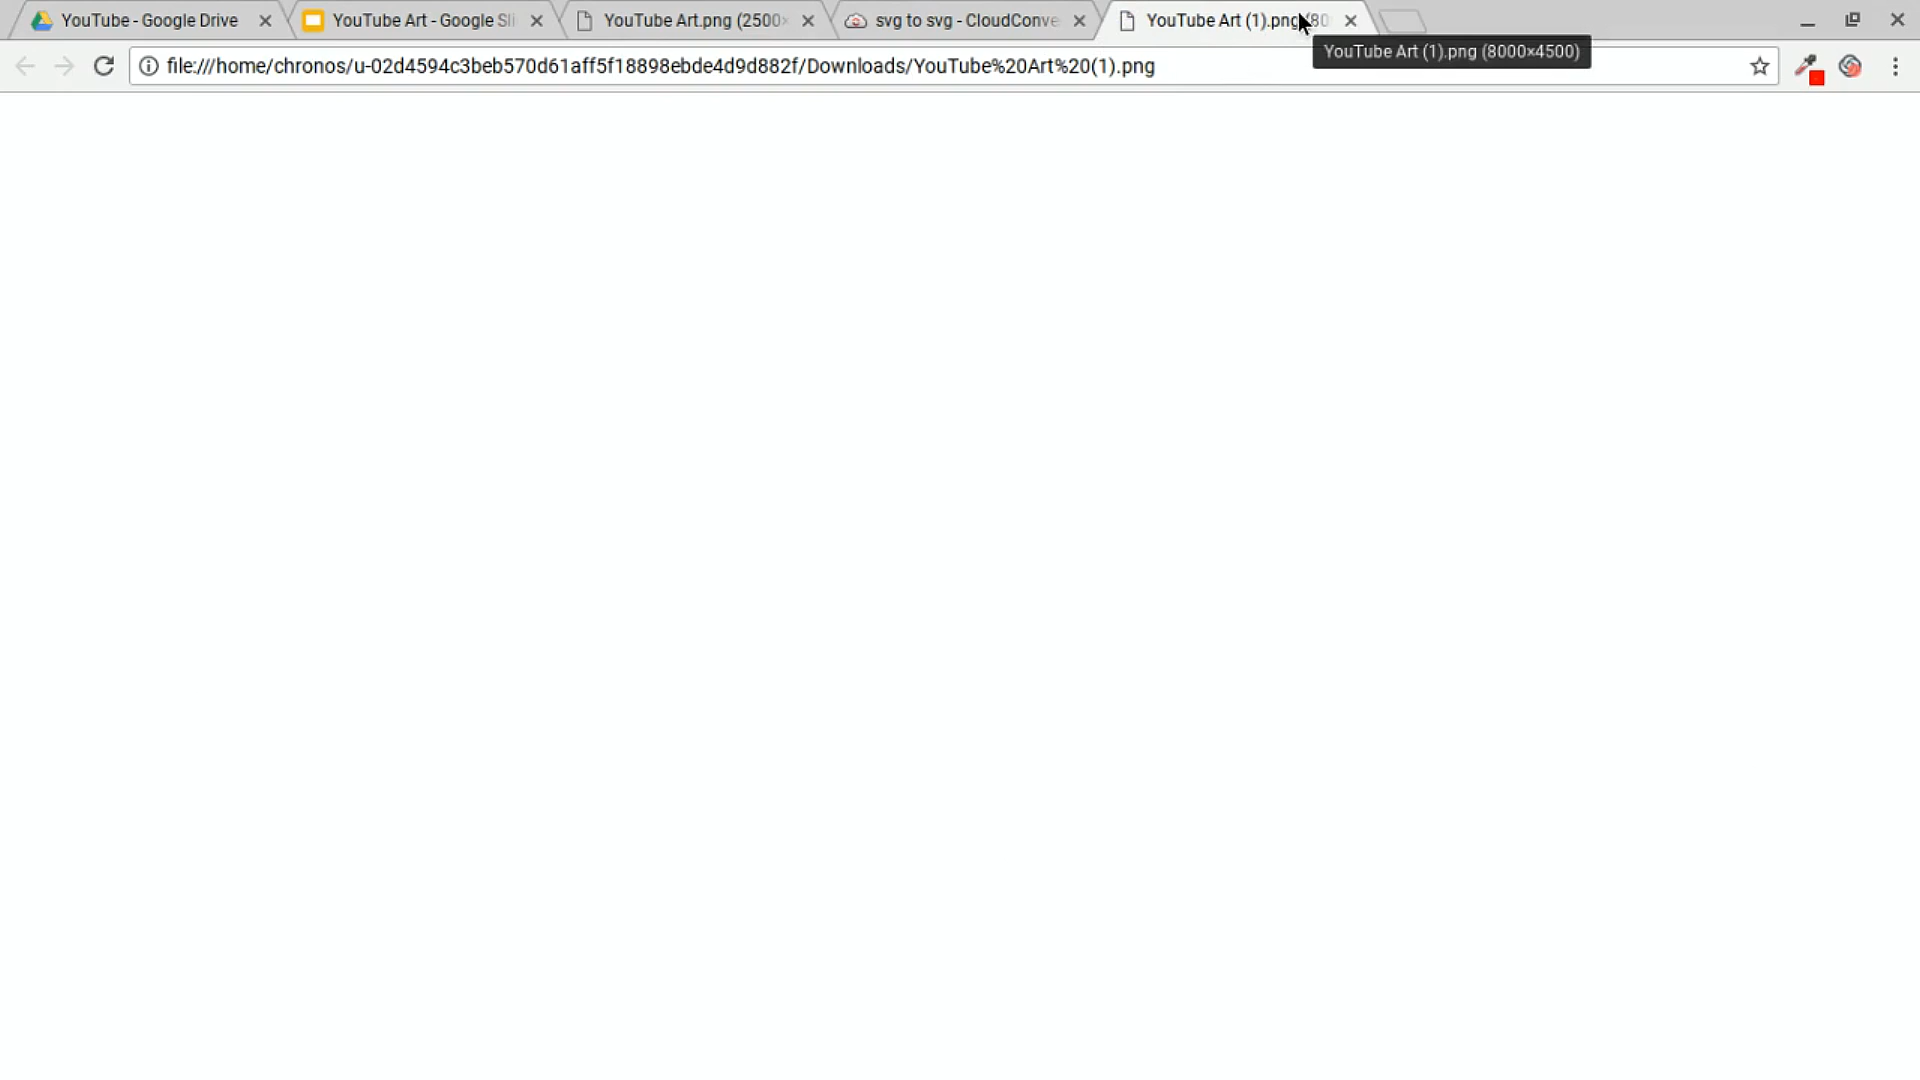 YouTube - Google Drive
YouTube Art - Google Sli
YouTube Art.png (2500×
svg to svg - CloudConve
YouTube Art (1).png (80
YouTube Art (1).png (8000×4500)
file:///home/chronos/u-02d4594c3beb570d61aff5f18898ebde4d9d882f/Downloads/YouTube%20Art%20(1).png